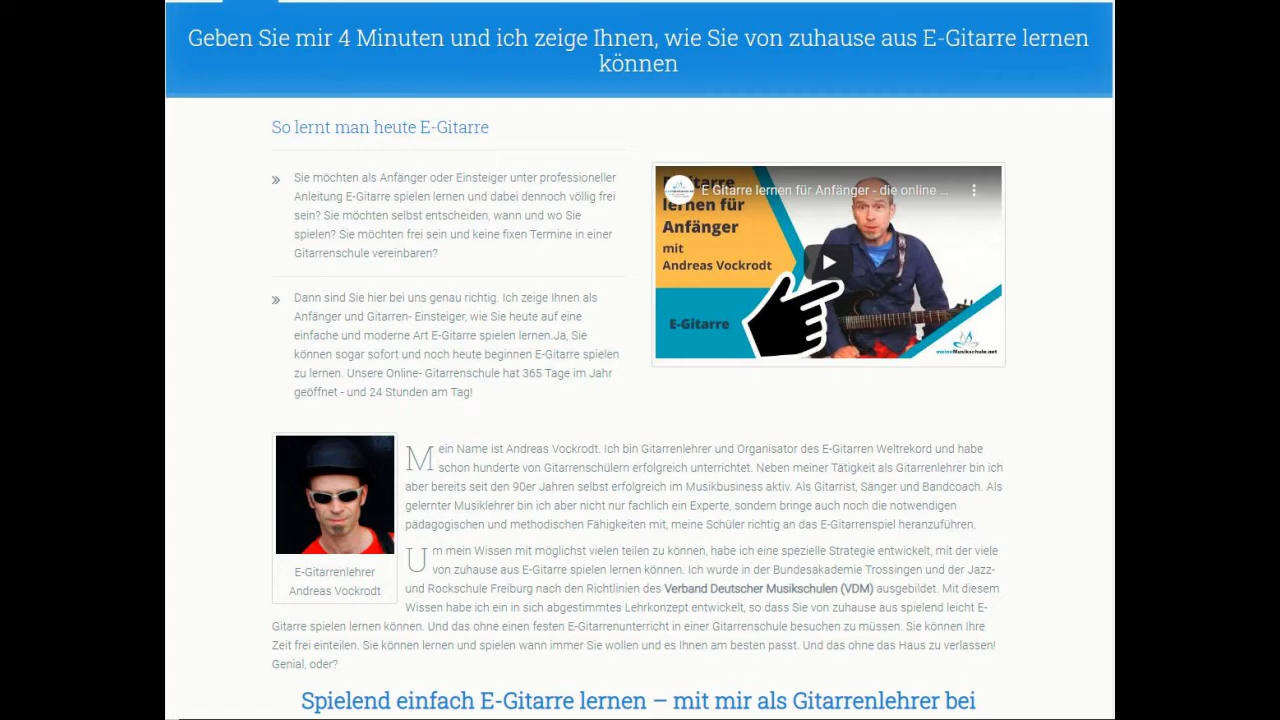 Geben Sie mir 4 Minuten und ich zeige Ihnen, wie Sie von zuhause aus E-Gitarre lernen
können
So lernt man heute E-Gitarre
Sie möchten als Anfänger oder Einsteiger unter professioneller
Anleitung E-Gitarre spielen lernen und dabei dennoch völlig frei
sein? Sie möchten selbst entscheiden, wann und wo Sie
spielen? Sie möchten frei sein und keine fixen Termine in einer
Gitarrenschule vereinbaren?
Dann sind Sie hier bei uns genau richtig. Ich zeige Ihnen als
Anfänger und Gitarren- Einsteiger, wie Sie heute auf eine
einfache und moderne Art E-Gitarre spielen lernen.Ja, Sie
können sogar sofort und noch heute beginnen E-Gitarre spielen
zu lernen. Unsere Online- Gitarrenschule hat 365 Tage im Jahr
geöffnet - und 24 Stunden am Tag!
E Gitarre lernen für Anfänger - die online ...
E-Gitarre
lernen für
Anfänger
mit
Andreas Vockrodt
E-Gitarre
meineMusikschule.net
E-Gitarrenlehrer
Andreas Vockrodt
Mein Name ist Andreas Vockrodt. Ich bin Gitarrenlehrer und Organisator des E-Gitarren Weltrekord und habe
schon hunderte von Gitarrenschülern erfolgreich unterrichtet. Neben meiner Tätigkeit als Gitarrenlehrer bin ich
aber bereits seit den 90er Jahren selbst erfolgreich im Musikbusiness aktiv. Als Gitarrist, Sänger und Bandcoach. Als
gelernter Musiklehrer bin ich aber nicht nur fachlich ein Experte, sondern bringe auch noch die notwendigen
pädagogischen und methodischen Fähigkeiten mit, meine Schüler richtig an das E-Gitarrenspiel heranzuführen.
Um mein Wissen mit möglichst vielen teilen zu können, habe ich eine spezielle Strategie entwickelt, mit der viele
von zuhause aus E-Gitarre spielen lernen können. Ich wurde in der Bundesakademie Trossingen und der Jazz-
und Rockschule Freiburg nach den Richtlinien des Verband Deutscher Musikschulen (VDM) ausgebildet. Mit diesem
Wissen habe ich ein in sich abgestimmtes Lehrkonzept entwickelt, so dass Sie von zuhause aus spielend leicht E-
Gitarre spielen lernen können. Und das ohne einen festen E-Gitarrenunterricht in einer Gitarrenschule besuchen zu müssen. Sie können Ihre
Zeit frei einteilen. Sie können lernen und spielen wann immer Sie wollen und es Ihnen am besten passt. Und das ohne das Haus zu verlassen!
Genial, oder?
Spielend einfach E-Gitarre lernen – mit mir als Gitarrenlehrer bei